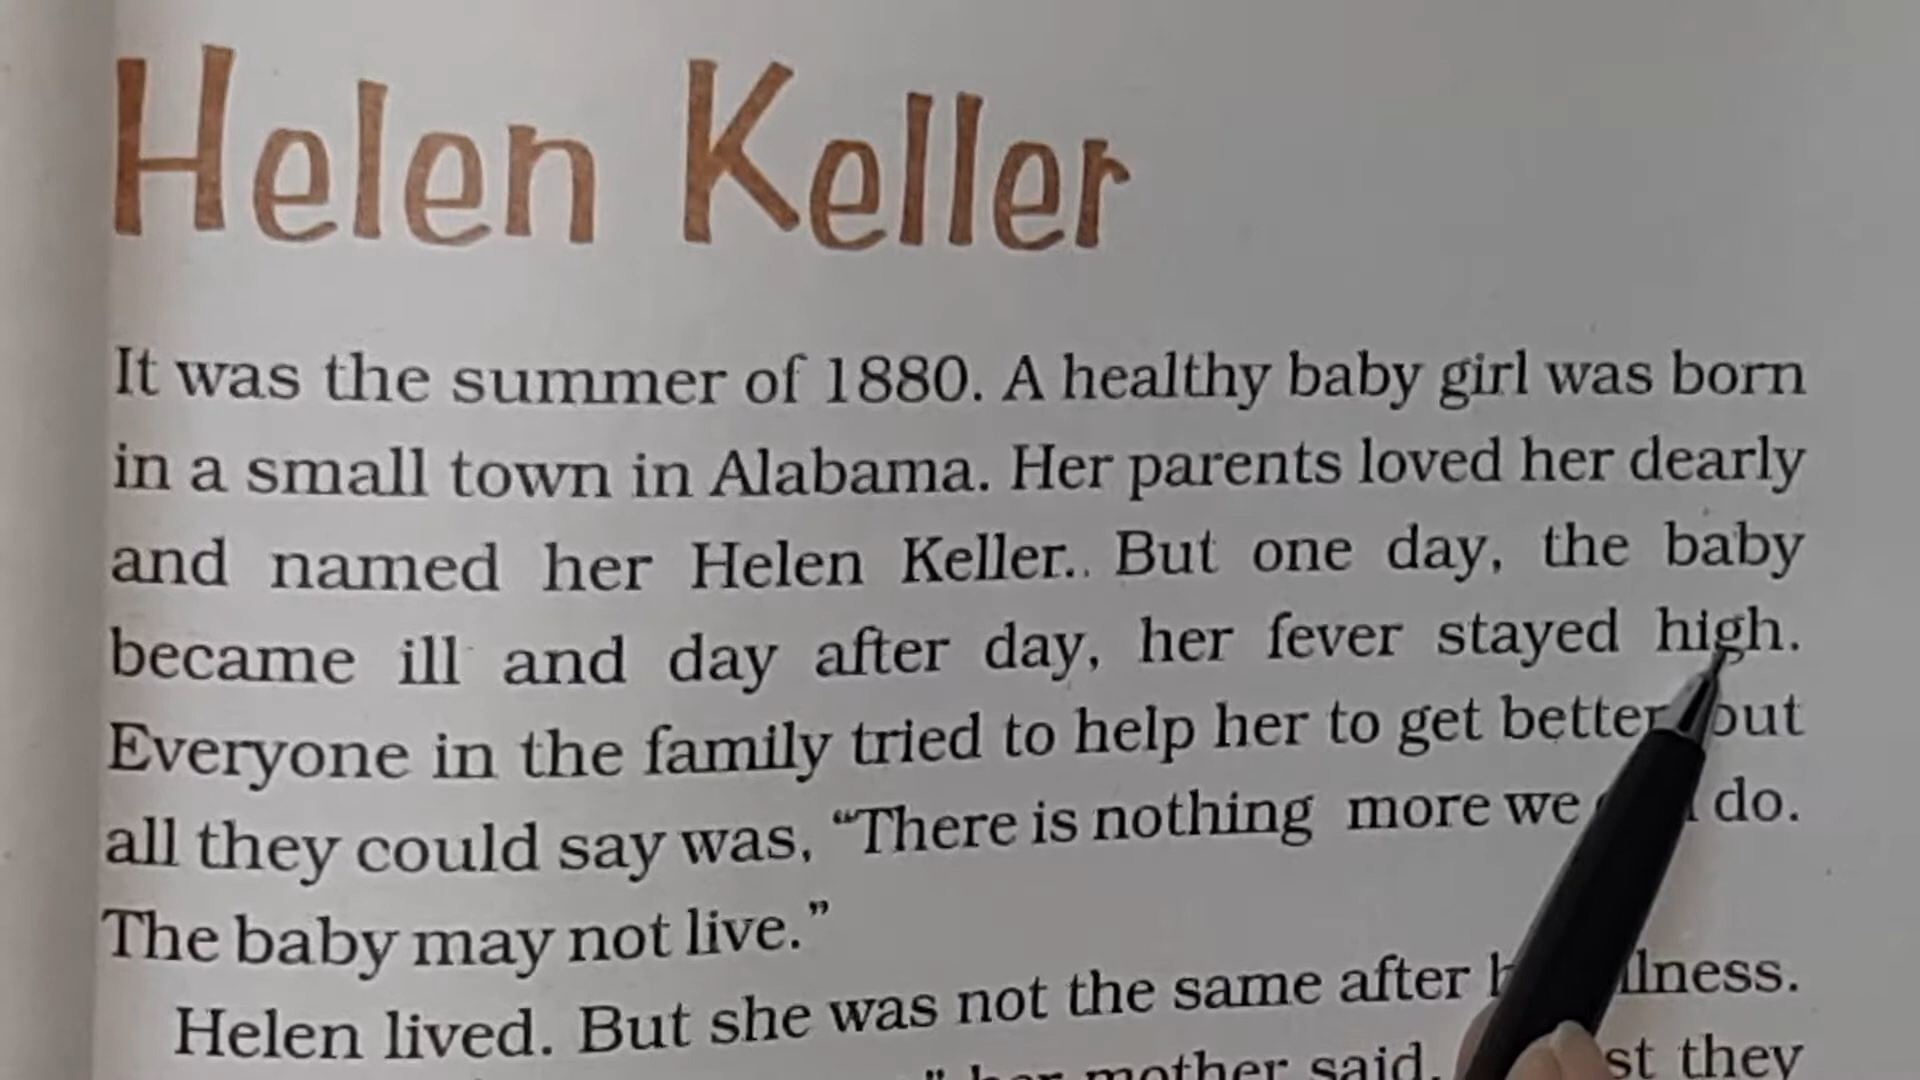 Helen Keller
It was the summer of 1880. A healthy baby girl was born
in a small town in Alabama. Her parents loved her dearly
and named her Helen Keller.. But one day, the baby
became ill and day after day, her fever stayed high.
Everyone in the family tried to help her to get better but
all they could say was, “There is nothing more we do.
The baby may not live.”
Helen lived. But she was not the same after
her mother said. they